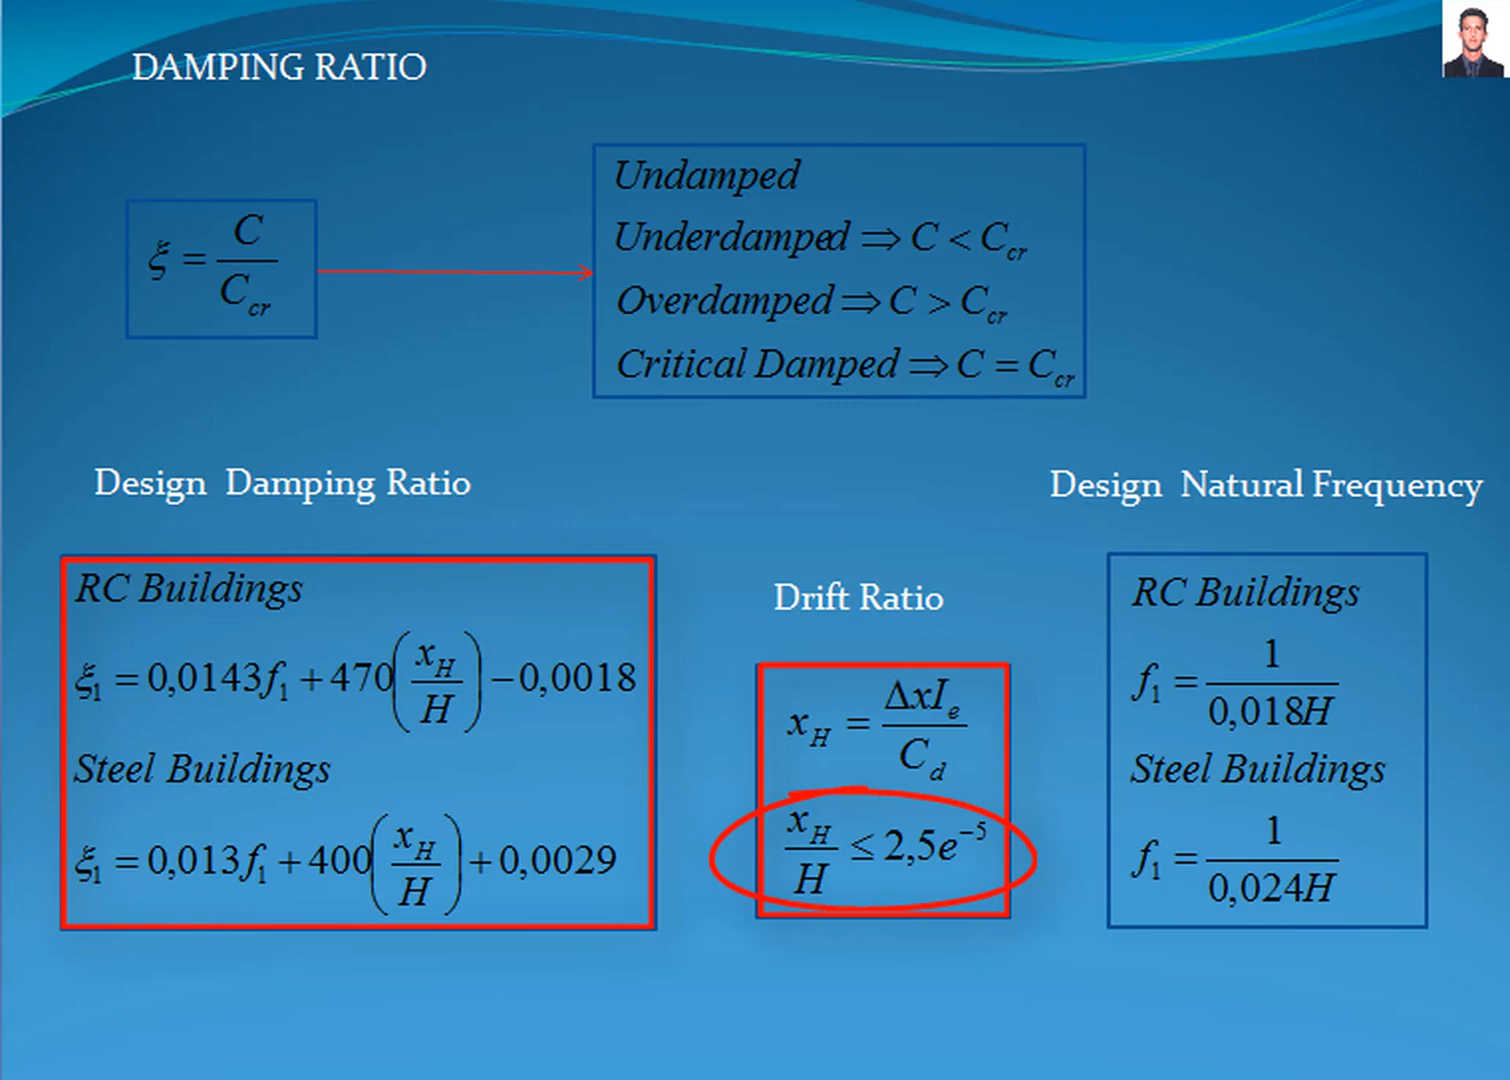 DAMPING RATIO
ξ = C / C_cr
Undamped
Underdamped ⇒ C < C_cr
Overdamped ⇒ C > C_cr
Critical Damped ⇒ C = C_cr
Design Damping Ratio
RC Buildings
ξ₁ = 0,0143f₁ + 470(x_H / H) − 0,0018
Steel Buildings
ξ₁ = 0,013f₁ + 400(x_H / H) + 0,0029
Drift Ratio
x_H = ΔxI_e / C_d
x_H / H ≤ 2,5e⁻⁵
Design Natural Frequency
RC Buildings
f₁ = 1 / 0,018H
Steel Buildings
f₁ = 1 / 0,024H